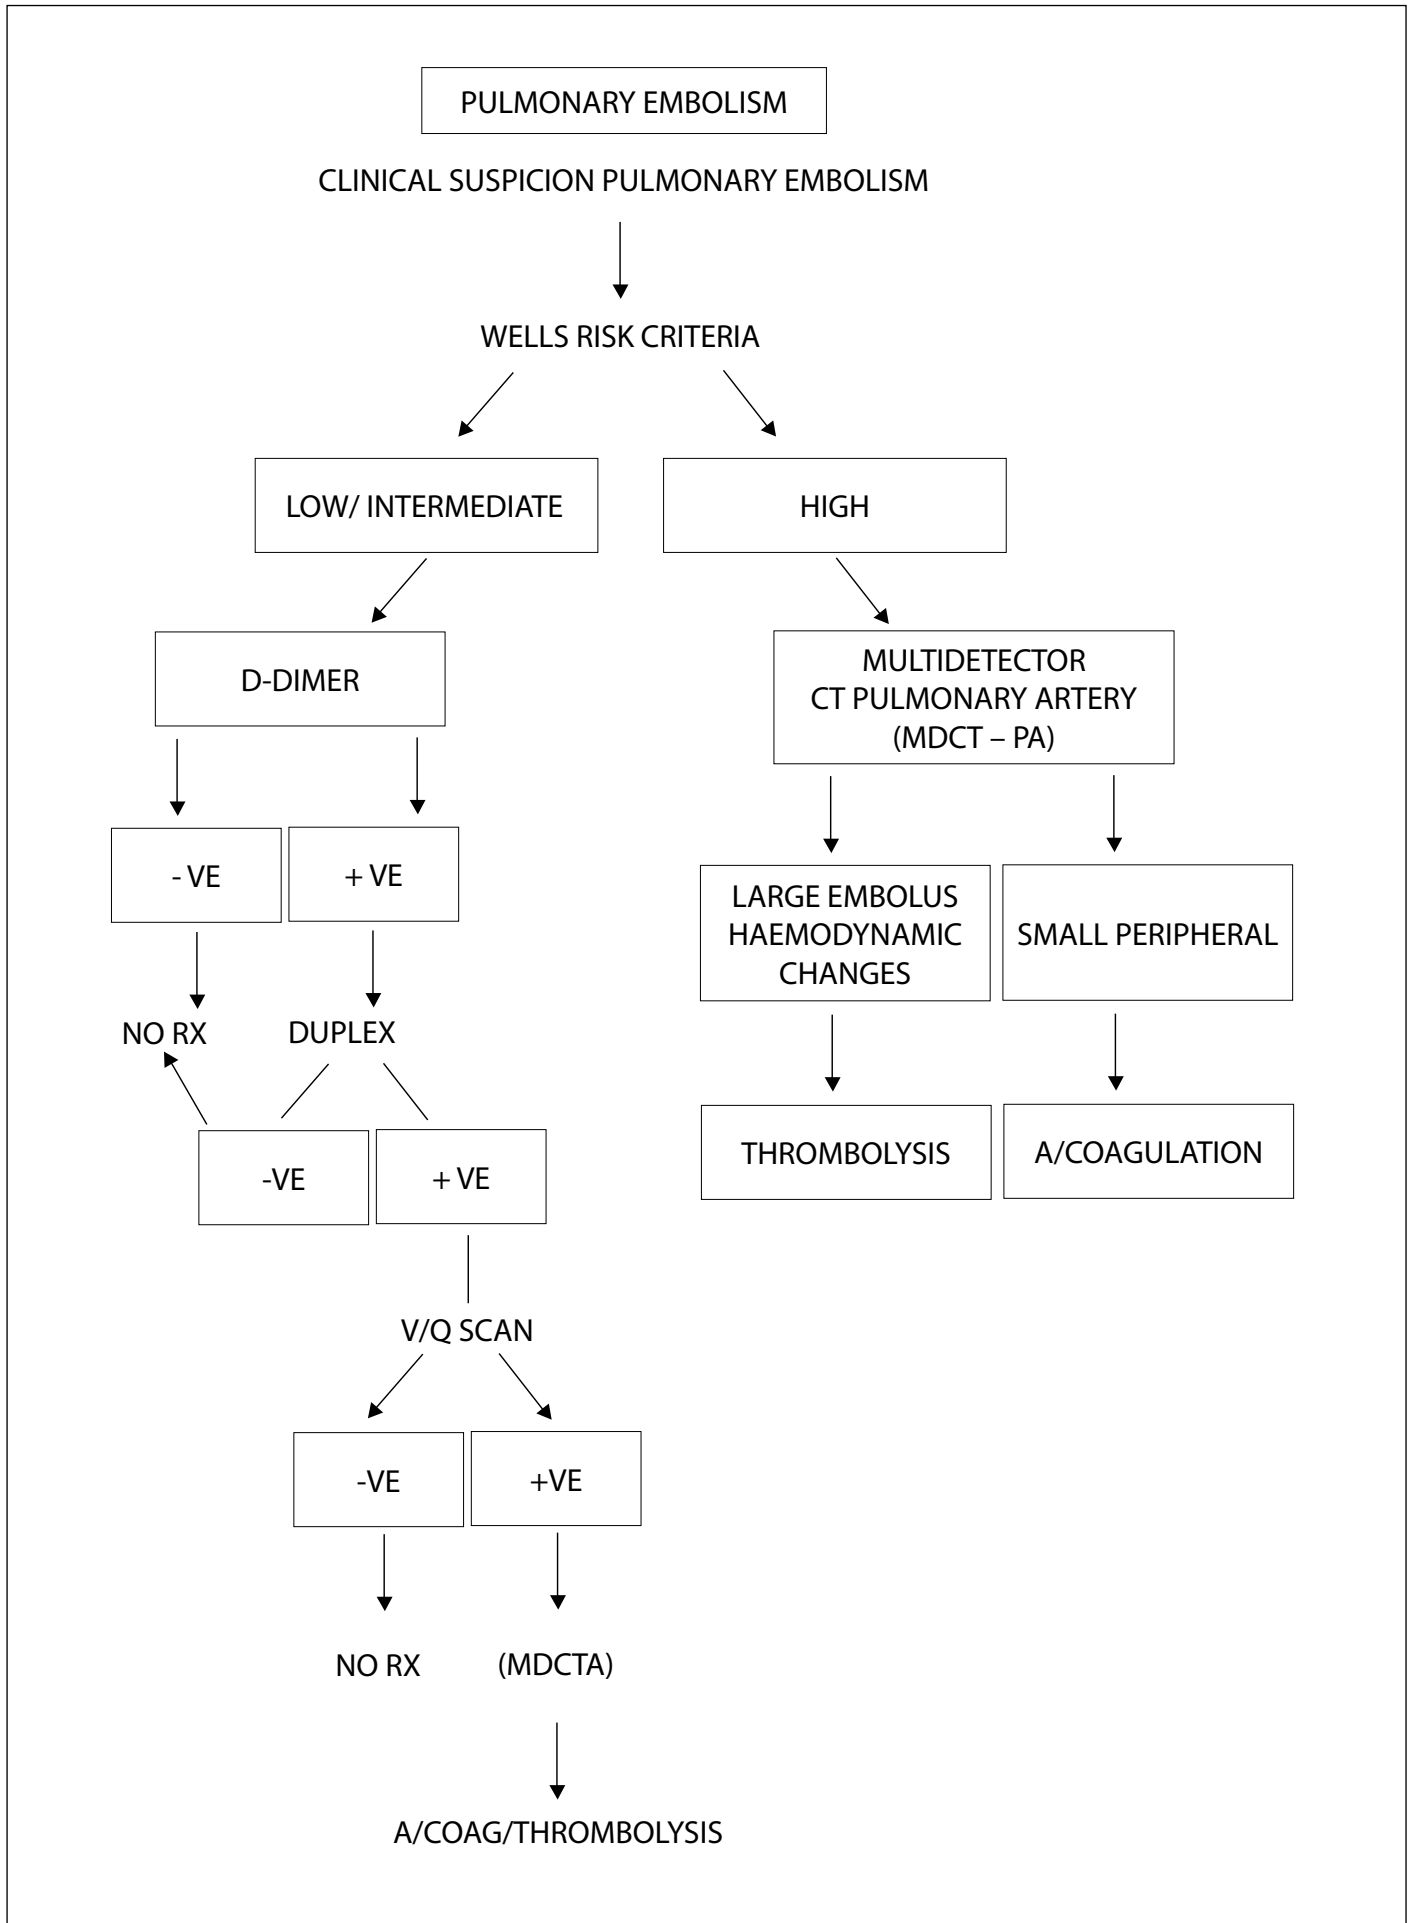 PULMONARY EMBOLISM
CLINICAL SUSPICION PULMONARY EMBOLISM
WELLS RISK CRITERIA
LOW/ INTERMEDIATE
HIGH
D-DIMER
MULTIDETECTOR
CT PULMONARY ARTERY
(MDCT – PA)
- VE
+ VE
LARGE EMBOLUS
HAEMODYNAMIC
CHANGES
SMALL PERIPHERAL
NO RX
DUPLEX
THROMBOLYSIS
A/COAGULATION
-VE
+ VE
V/Q SCAN
-VE
+VE
NO RX
(MDCTA)
A/COAG/THROMBOLYSIS